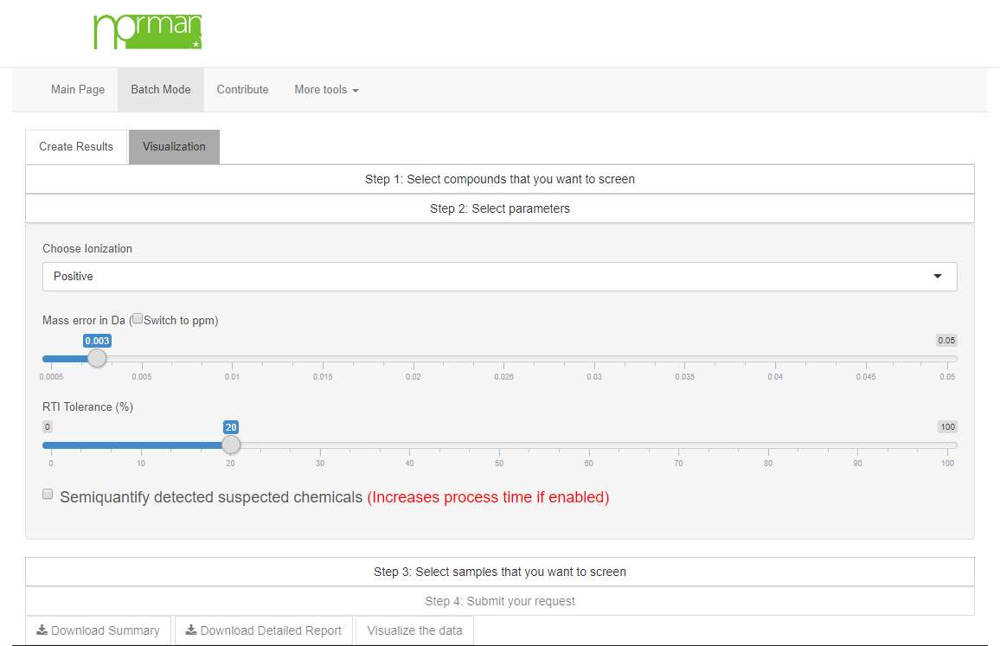 norman
Main Page Batch Mode Contribute More tools
Create Results Visualization
Step 1: Select compounds that you want to screen
Step 2: Select parameters
Choose Ionization
Positive
Mass error in Da (Switch to ppm)
0.003 0.05
0.0005 0.005 0.01 0.015 0.02 0.026 0.03 0.035 0.04 0.045 0.05
RTI Tolerance (%)
0 20 100
0 10 20 30 40 50 60 70 80 90 100
Semiquantify detected suspected chemicals (Increases process time if enabled)
Step 3: Select samples that you want to screen
Step 4: Submit your request
Download Summary Download Detailed Report Visualize the data